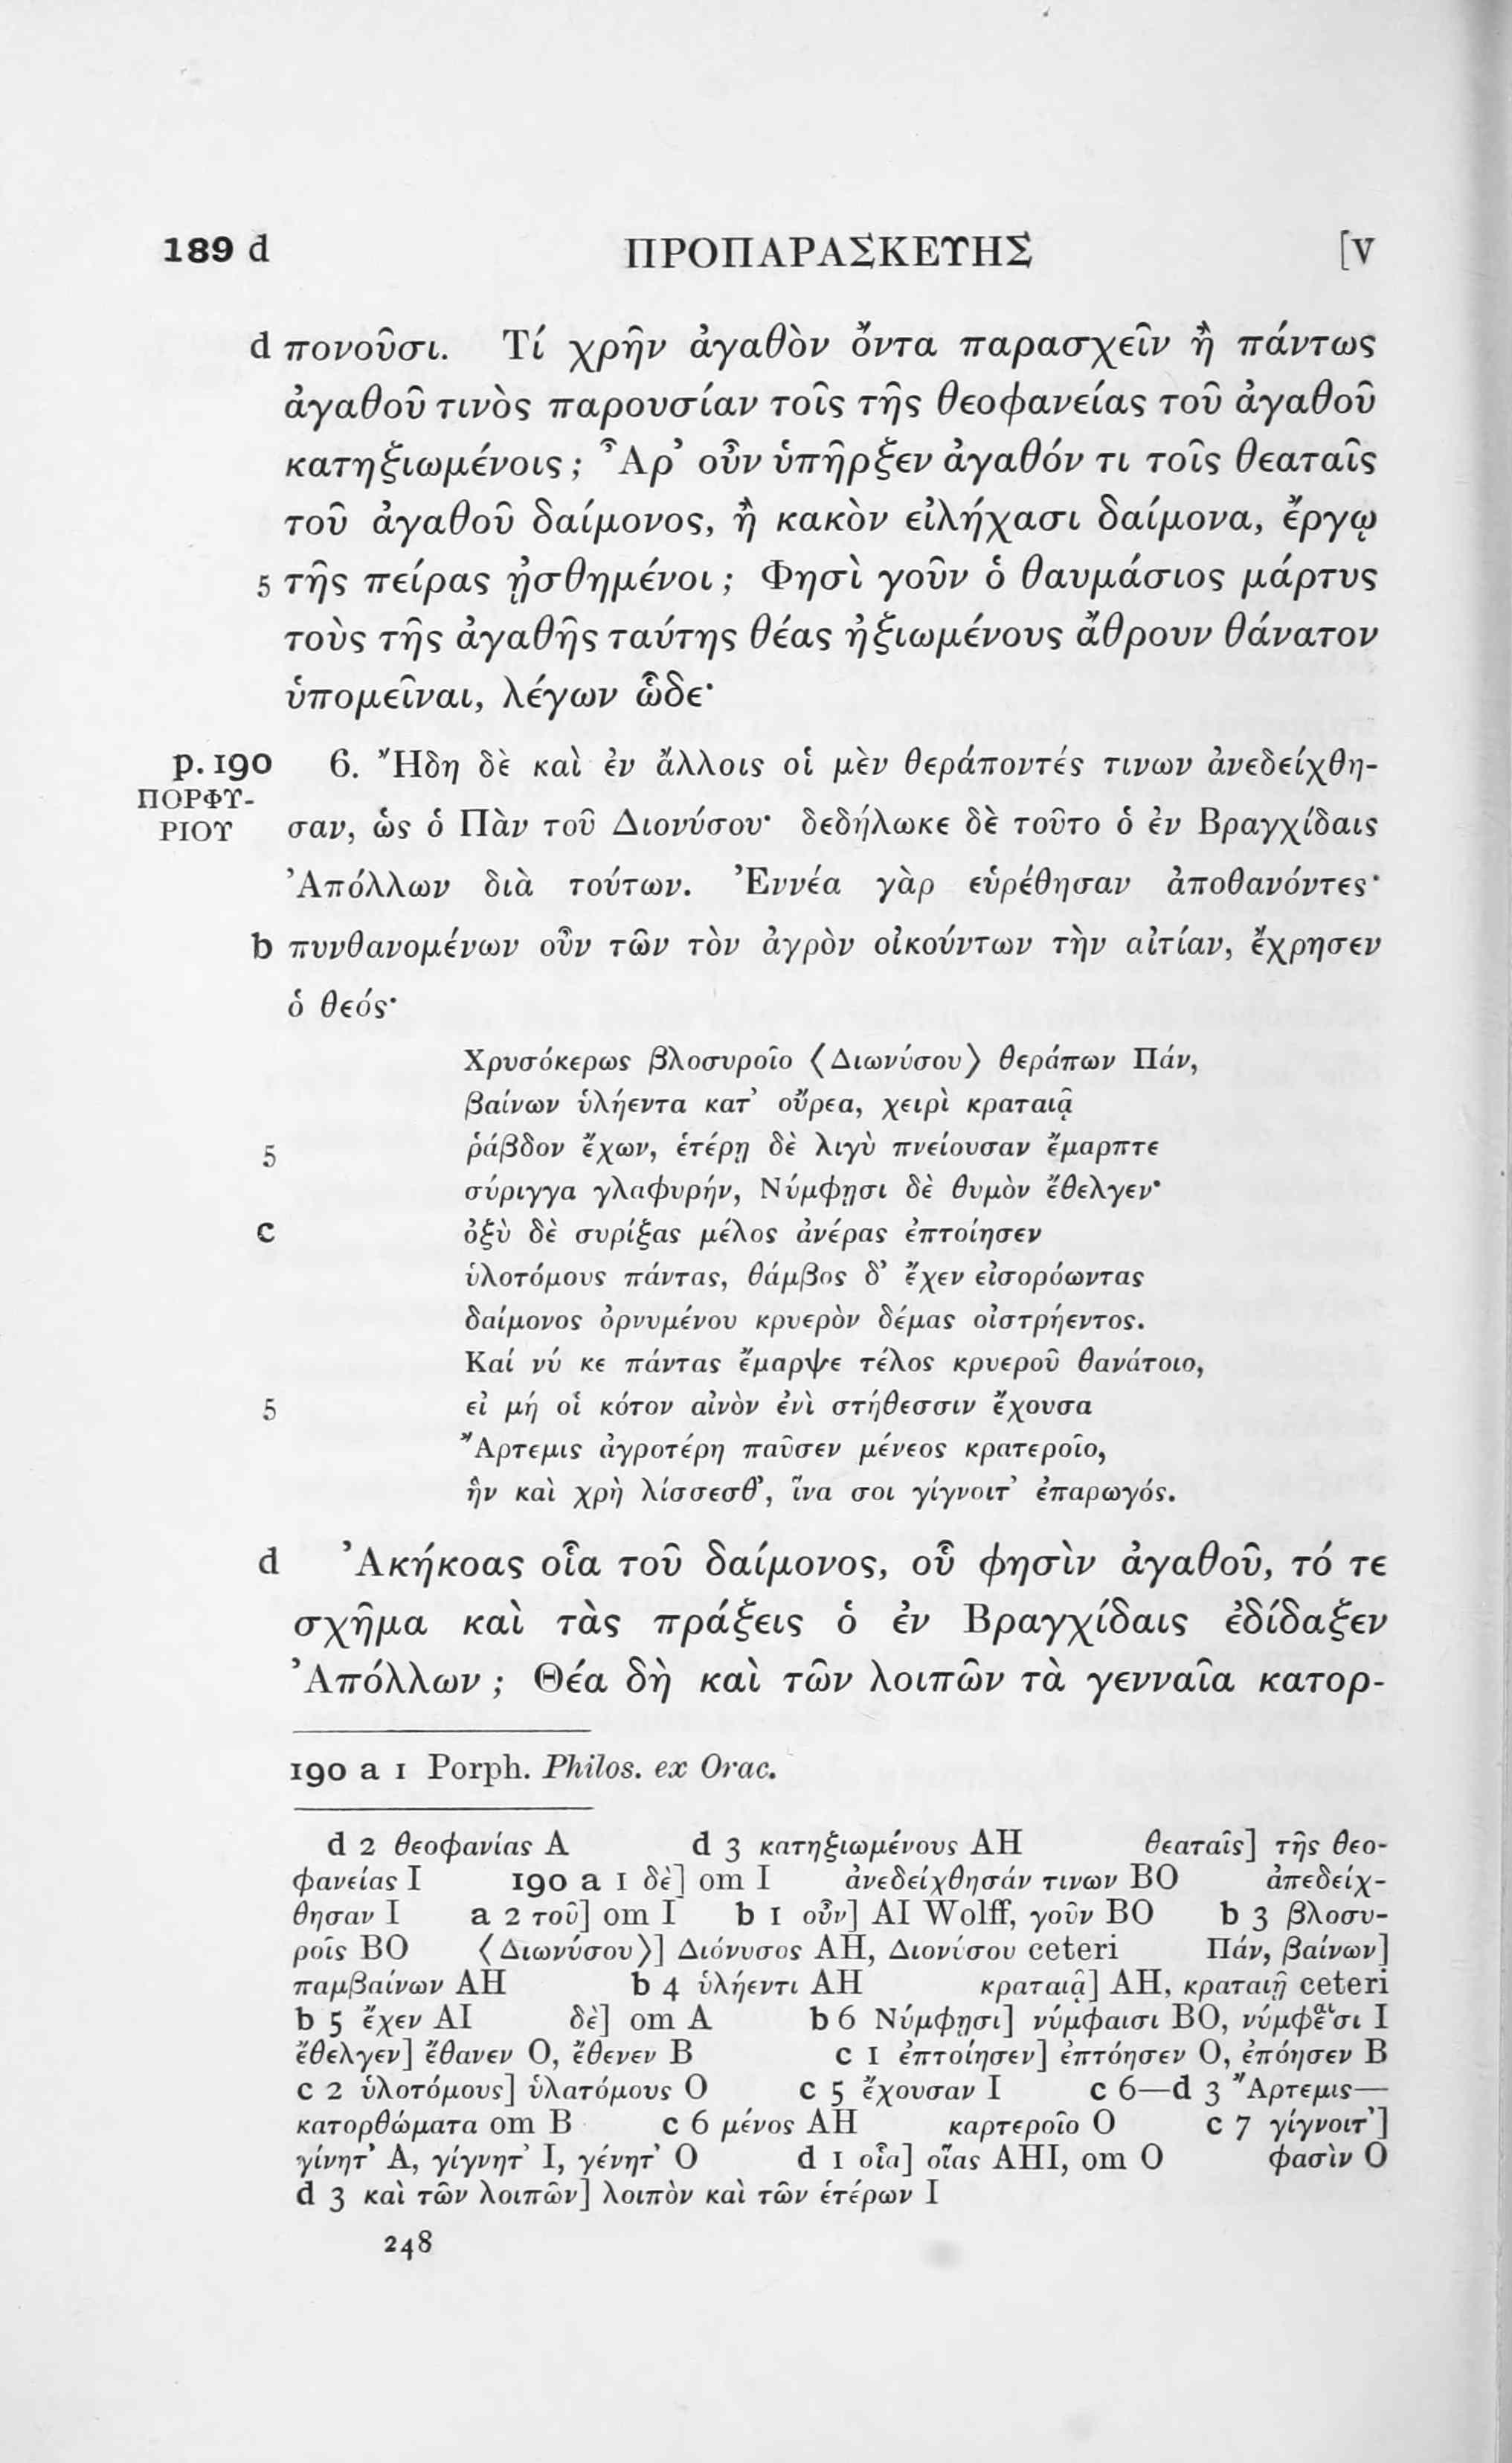 189 d ΠΡΟΠΑΡΑΣΚΕΥΗΣ [V
d πονοῦσι. Τί χρῆν ἀγαθὸν ὄντα παρασχεῖν ἢ πάντως
ἀγαθοῦ τινὸς παρουσίαν τοῖς τῆς θεοφανείας τοῦ ἀγαθοῦ
κατηξιωμένοις; Ἆρ’ οὖν ὑπῆρξεν ἀγαθόν τι τοῖς θεαταῖς
τοῦ ἀγαθοῦ δαίμονος, ἢ κακὸν εἰλήχασι δαίμονα, ἔργῳ
5 τῆς πείρας ᾐσθημένοι; Φησὶ γοῦν ὁ θαυμάσιος μάρτυς
τοὺς τῆς ἀγαθῆς ταύτης θέας ἠξιωμένους ἄθρουν θάνατον
ὑπομεῖναι, λέγων ὧδε·
p. 190 6. Ἤδη δὲ καὶ ἐν ἄλλοις οἱ μὲν θεράποντές τινων ἀνεδείχθη-
ΠΟΡΦΥ-
ΡΙΟΥ σαν, ὡς ὁ Πὰν τοῦ Διονύσου· δεδήλωκε δὲ τοῦτο ὁ ἐν Βραγχίδαις
Ἀπόλλων διὰ τούτων. Ἐννέα γὰρ εὑρέθησαν ἀποθανόντες·
b πυνθανομένων οὖν τῶν τὸν ἀγρὸν οἰκούντων τὴν αἰτίαν, ἔχρησεν
ὁ θεός·
Χρυσόκερως βλοσυροῖο ⟨Διωνύσου⟩ θεράπων Πάν,
βαίνων ὑλήεντα κατ’ οὔρεα, χειρὶ κραταιᾷ
5 ῥάβδον ἔχων, ἑτέρῃ δὲ λιγὺ πνείουσαν ἔμαρπτε
σύριγγα γλαφυρήν, Νύμφῃσι δὲ θυμὸν ἔθελγεν·
c ὀξὺ δὲ συρίξας μέλος ἀνέρας ἐπτοίησεν
ὑλοτόμους πάντας, θάμβος δ’ ἔχεν εἰσορόωντας
δαίμονος ὀρνυμένου κρυερὸν δέμας οἰστρήεντος.
Καί νύ κε πάντας ἔμαρψε τέλος κρυεροῦ θανάτοιο,
5 εἰ μή οἱ κότον αἰνὸν ἐνὶ στήθεσσιν ἔχουσα
Ἄρτεμις ἀγροτέρη παῦσεν μένεος κρατεροῖο,
ἣν καὶ χρὴ λίσσεσθ’, ἵνα σοι γίγνοιτ’ ἐπαρωγός.
d Ἀκήκοας οἷα τοῦ δαίμονος, οὗ φησὶν ἀγαθοῦ, τό τε
σχῆμα καὶ τὰς πράξεις ὁ ἐν Βραγχίδαις ἐδίδαξεν
Ἀπόλλων; Θέα δὴ καὶ τῶν λοιπῶν τὰ γενναῖα κατορ-
190 a 1 Porph. Philos. ex Orac.
d 2 θεοφανίας A d 3 κατηξιωμένους AH θεαταῖς] τῆς θεο-
φανείας I 190 a 1 δὲ] om I ἀνεδείχθησάν τινων BO ἀπεδείχ-
θησαν I a 2 τοῦ] om I b 1 οὖν] AI Wolff, γοῦν BO b 3 βλοσυ-
ροῖς BO ⟨Διωνύσου⟩] Διόνυσος AH, Διονύσου ceteri Πάν, βαίνων]
παμβαίνων AH b 4 ὑλήεντι AH κραταιᾷ] AH, κραταιῇ ceteri
b 5 ἔχεν AI δὲ] om A b 6 Νύμφῃσι] νύμφαισι BO, νύμφεαῖσι I
ἔθελγεν] ἔθανεν O, ἔθενεν B c 1 ἐπτοίησεν] ἐπτόησεν O, ἐπόησεν B
c 2 ὑλοτόμους] ὑλατόμους O c 5 ἔχουσαν I c 6—d 3 Ἄρτεμις—
κατορθώματα om B c 6 μένος AH καρτεροῖο O c 7 γίγνοιτ’]
γίνητ’ A, γίγνητ’ I, γένητ’ O d 1 οἷα] οἵας AHI, om O φασὶν O
d 3 καὶ τῶν λοιπῶν] λοιπὸν καὶ τῶν ἑτέρων I
248